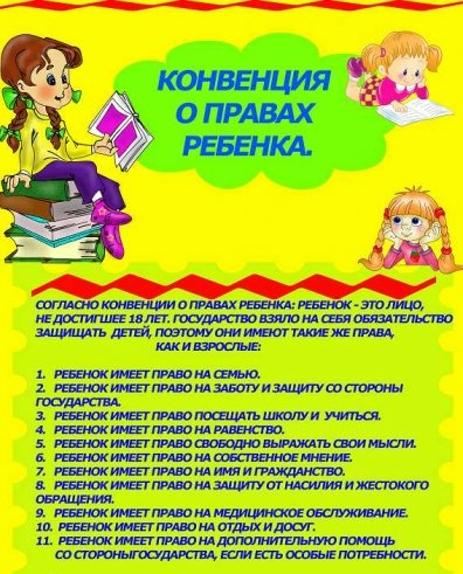 КОНВЕНЦИЯ
О ПРАВАХ
РЕБЕНКА.
СОГЛАСНО КОНВЕНЦИИ О ПРАВАХ РЕБЕНКА: РЕБЕНОК - ЭТО ЛИЦО,
НЕ ДОСТИГШЕЕ 18 ЛЕТ. ГОСУДАРСТВО ВЗЯЛО НА СЕБЯ ОБЯЗАТЕЛЬСТВО
ЗАЩИЩАТЬ ДЕТЕЙ, ПОЭТОМУ ОНИ ИМЕЮТ ТАКИЕ ЖЕ ПРАВА,
КАК И ВЗРОСЛЫЕ:
1. РЕБЕНОК ИМЕЕТ ПРАВО НА СЕМЬЮ.
2. РЕБЕНОК ИМЕЕТ ПРАВО НА ЗАБОТУ И ЗАЩИТУ СО СТОРОНЫ
ГОСУДАРСТВА.
3. РЕБЕНОК ИМЕЕТ ПРАВО ПОСЕЩАТЬ ШКОЛУ И УЧИТЬСЯ.
4. РЕБЕНОК ИМЕЕТ ПРАВО НА РАВЕНСТВО.
5. РЕБЕНОК ИМЕЕТ ПРАВО СВОБОДНО ВЫРАЖАТЬ СВОИ МЫСЛИ.
6. РЕБЕНОК ИМЕЕТ ПРАВО НА СОБСТВЕННОЕ МНЕНИЕ.
7. РЕБЕНОК ИМЕЕТ ПРАВО НА ИМЯ И ГРАЖДАНСТВО.
8. РЕБЕНОК ИМЕЕТ ПРАВО НА ЗАЩИТУ ОТ НАСИЛИЯ И ЖЕСТОКОГО
ОБРАЩЕНИЯ.
9. РЕБЕНОК ИМЕЕТ ПРАВО НА МЕДИЦИНСКОЕ ОБСЛУЖИВАНИЕ.
10. РЕБЕНОК ИМЕЕТ ПРАВО НА ОТДЫХ И ДОСУГ.
11. РЕБЕНОК ИМЕЕТ ПРАВО НА ДОПОЛНИТЕЛЬНУЮ ПОМОЩЬ
СО СТОРОНЫГОСУДАРСТВА, ЕСЛИ ЕСТЬ ОСОБЫЕ ПОТРЕБНОСТИ.